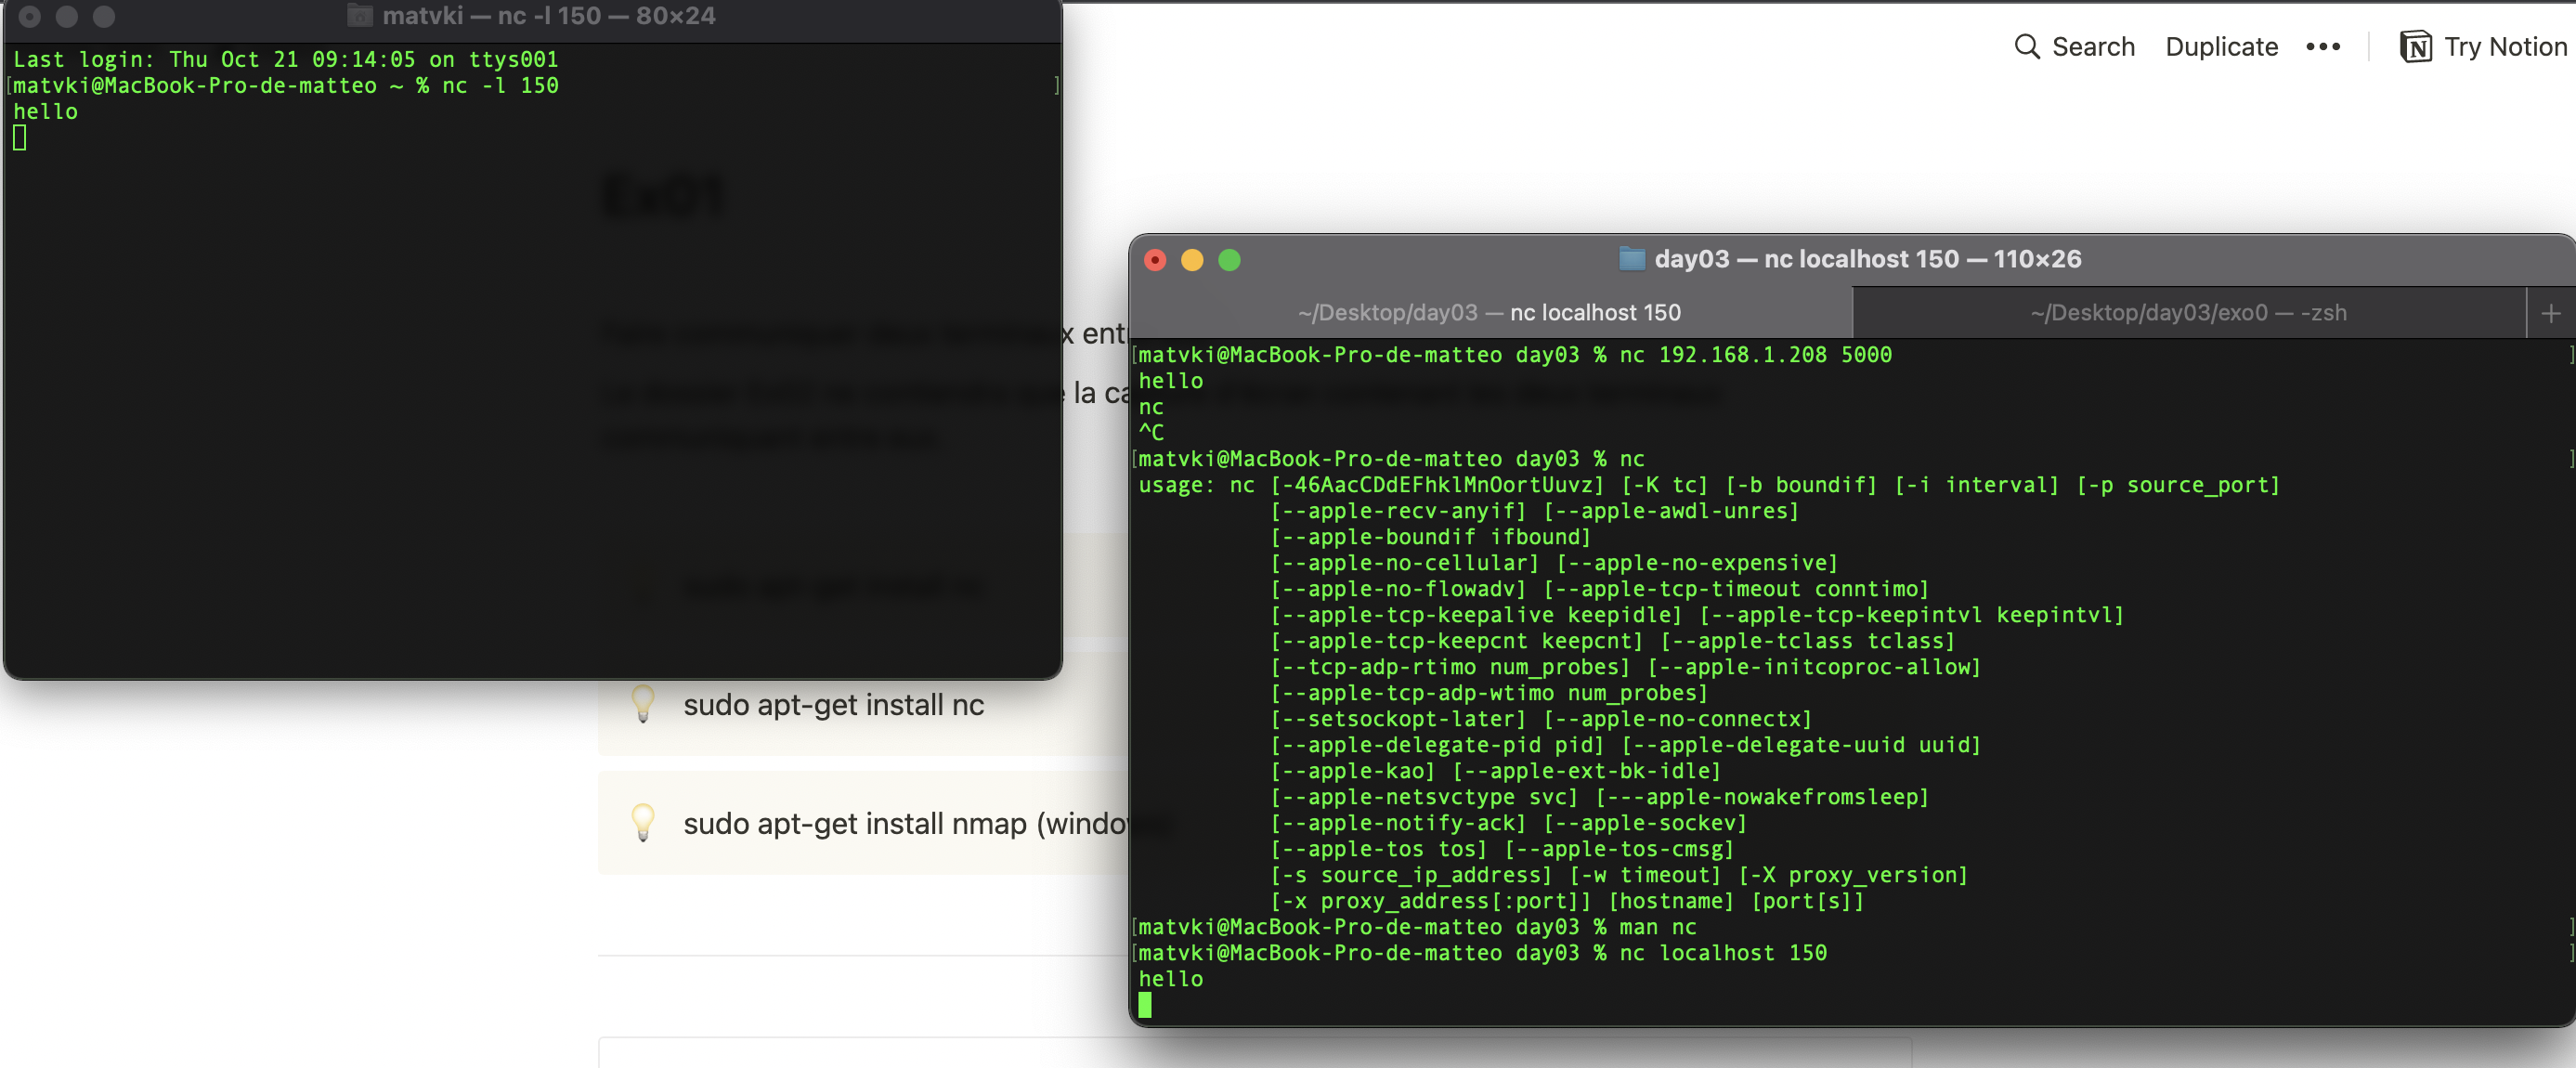 matvki — nc -l 150 — 80×24
Last login: Thu Oct 21 09:14:05 on ttys001
[matvki@MacBook-Pro-de-matteo ~ % nc -l 150 ]
hello
Search Duplicate ••• Try Notion
Ex01
x ent
la ca
sudo apt-get install nc
sudo apt-get install nc
sudo apt-get install nmap (windo
day03 — nc localhost 150 — 110×26
~/Desktop/day03 — nc localhost 150
~/Desktop/day03/exo0 — -zsh +
[matvki@MacBook-Pro-de-matteo day03 % nc 192.168.1.208 5000 ]
hello
nc
^C
[matvki@MacBook-Pro-de-matteo day03 % nc ]
usage: nc [-46AacCDdEFhklMnOortUuvz] [-K tc] [-b boundif] [-i interval] [-p source_port]
[--apple-recv-anyif] [--apple-awdl-unres]
[--apple-boundif ifbound]
[--apple-no-cellular] [--apple-no-expensive]
[--apple-no-flowadv] [--apple-tcp-timeout conntimo]
[--apple-tcp-keepalive keepidle] [--apple-tcp-keepintvl keepintvl]
[--apple-tcp-keepcnt keepcnt] [--apple-tclass tclass]
[--tcp-adp-rtimo num_probes] [--apple-initcoproc-allow]
[--apple-tcp-adp-wtimo num_probes]
[--setsockopt-later] [--apple-no-connectx]
[--apple-delegate-pid pid] [--apple-delegate-uuid uuid]
[--apple-kao] [--apple-ext-bk-idle]
[--apple-netsvctype svc] [---apple-nowakefromsleep]
[--apple-notify-ack] [--apple-sockev]
[--apple-tos tos] [--apple-tos-cmsg]
[-s source_ip_address] [-w timeout] [-X proxy_version]
[-x proxy_address[:port]] [hostname] [port[s]]
[matvki@MacBook-Pro-de-matteo day03 % man nc ]
[matvki@MacBook-Pro-de-matteo day03 % nc localhost 150 ]
hello